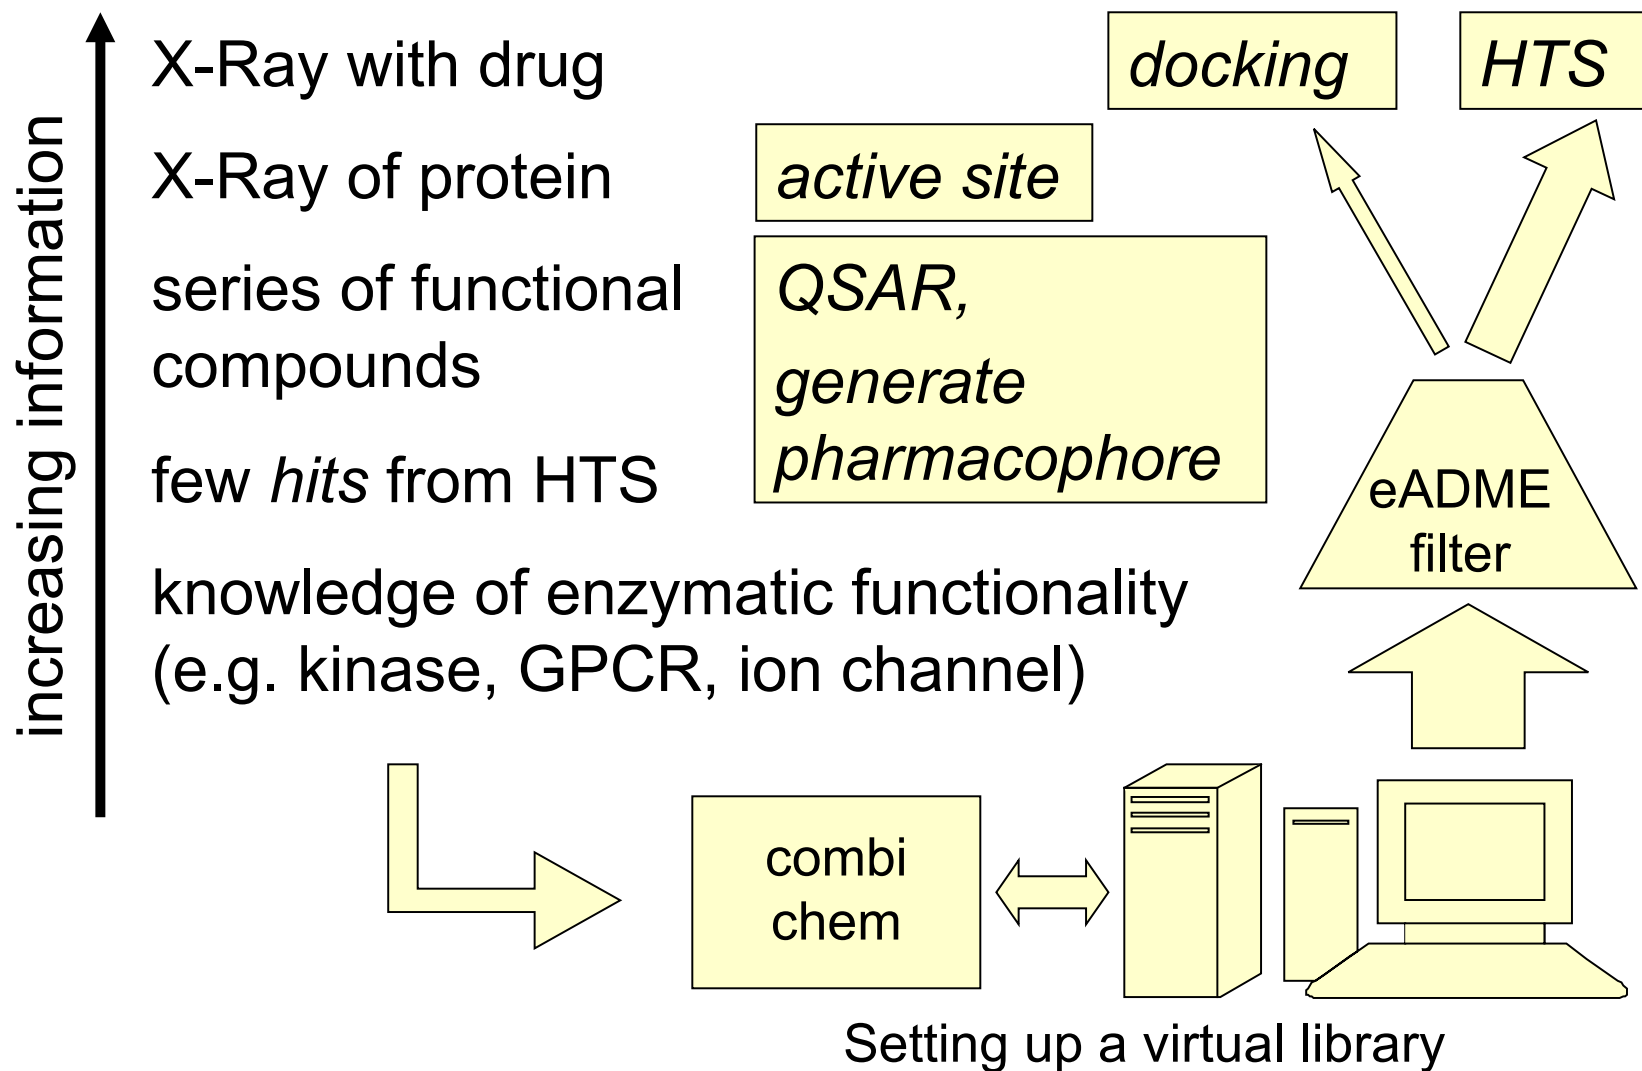 increasing information
X-Ray with drug
docking
HTS
X-Ray of protein
active site
series of functional
compounds
QSAR,
generate
pharmacophore
few hits from HTS
eADME
filter
knowledge of enzymatic functionality
(e.g. kinase, GPCR, ion channel)
combi
chem
Setting up a virtual library